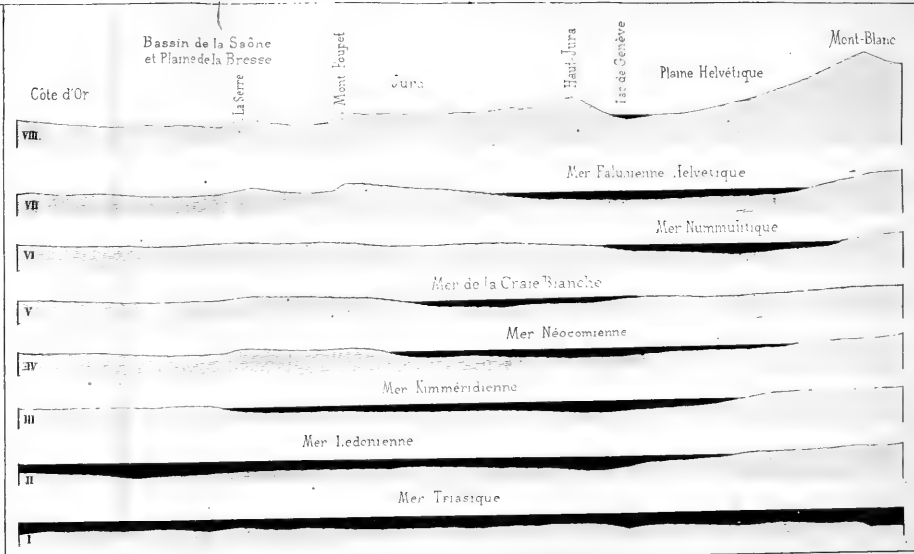 Bassin de la Saône
et Plaine de la Bresse
Mont-Blanc
Côte d'Or
La Serre
Mont Poupet
Jura
Haut-Jura
Lac de Genève
Plaine Helvétique
VIII.
Mer Falunienne Helvetique
VII
Mer Nummulitique
VI
Mer de la Craie Blanche
V
Mer Néocomienne
IV
Mer Kimméridienne
III
Mer Ledonienne
II
Mer Triasique
I